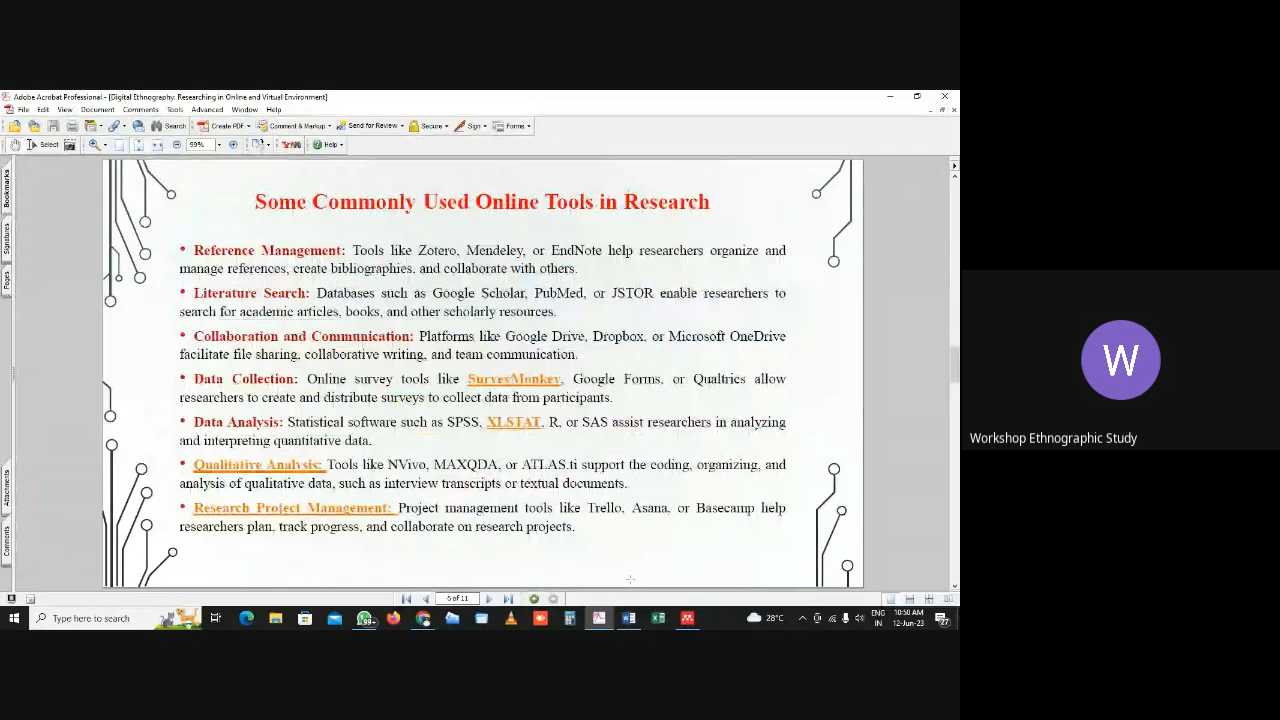 Adobe Acrobat Professional - [Digital Ethnography: Researching in Online and Virtual Environment]
File Edit View Document Comments Tools Advanced Window Help
Search Create PDF Comment & Markup Send for Review Secure Sign Forms
Select 99% Help
Bookmarks
Signatures
Pages
Attachments
Comments
Some Commonly Used Online Tools in Research
• Reference Management: Tools like Zotero, Mendeley, or EndNote help researchers organize and
manage references, create bibliographies, and collaborate with others.
• Literature Search: Databases such as Google Scholar, PubMed, or JSTOR enable researchers to
search for academic articles, books, and other scholarly resources.
• Collaboration and Communication: Platforms like Google Drive, Dropbox, or Microsoft OneDrive
facilitate file sharing, collaborative writing, and team communication.
• Data Collection: Online survey tools like SurveyMonkey, Google Forms, or Qualtrics allow
researchers to create and distribute surveys to collect data from participants.
• Data Analysis: Statistical software such as SPSS, XLSTAT, R, or SAS assist researchers in analyzing
and interpreting quantitative data.
• Qualitative Analysis: Tools like NVivo, MAXQDA, or ATLAS.ti support the coding, organizing, and
analysis of qualitative data, such as interview transcripts or textual documents.
• Research Project Management: Project management tools like Trello, Asana, or Basecamp help
researchers plan, track progress, and collaborate on research projects.
6 of 11
Type here to search
99+
28°C
ENG
IN
10:50 AM
12-Jun-23
27
W
Workshop Ethnographic Study